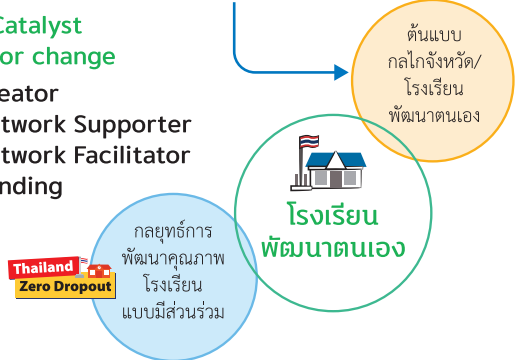 Catalyst
or change
eator
twork Supporter
twork Facilitator
nding
ต้นแบบ
กลไกจังหวัด/
โรงเรียน
พัฒนาตนเอง
โรงเรียน
พัฒนาตนเอง
กลยุทธ์การ
พัฒนาคุณภาพ
โรงเรียน
แบบมีส่วนร่วม
Thailand
Zero Dropout